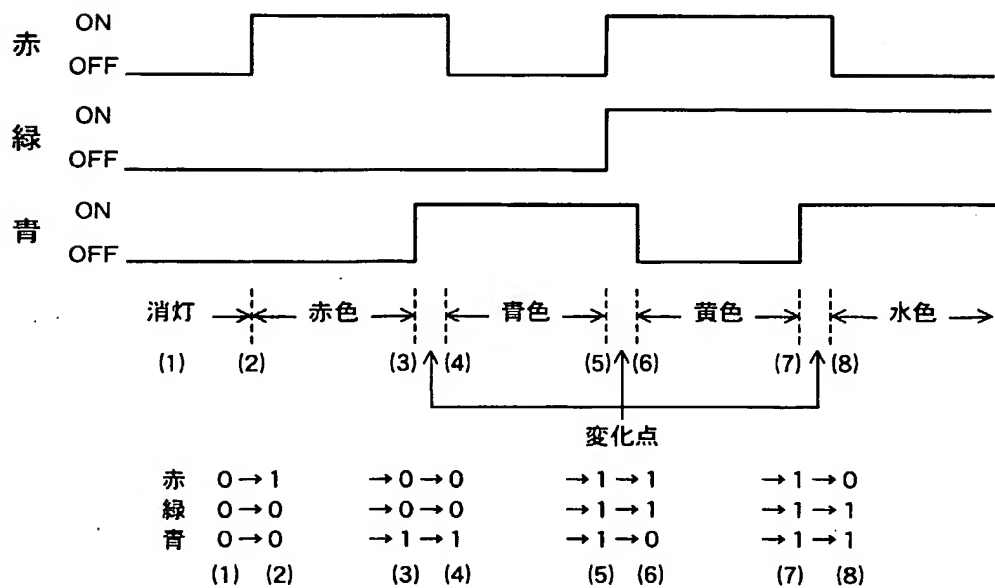 ON
赤
OFF
ON
緑
OFF
ON
青
OFF
消灯 赤色 青色 黄色 水色
(1) (2) (3) (4) (5) (6) (7) (8)
変化点
赤 0→1 →0→0 →1→1 →1→0
緑 0→0 →0→0 →1→1 →1→1
青 0→0 →1→1 →1→0 →1→1
(1) (2) (3) (4) (5) (6) (7) (8)